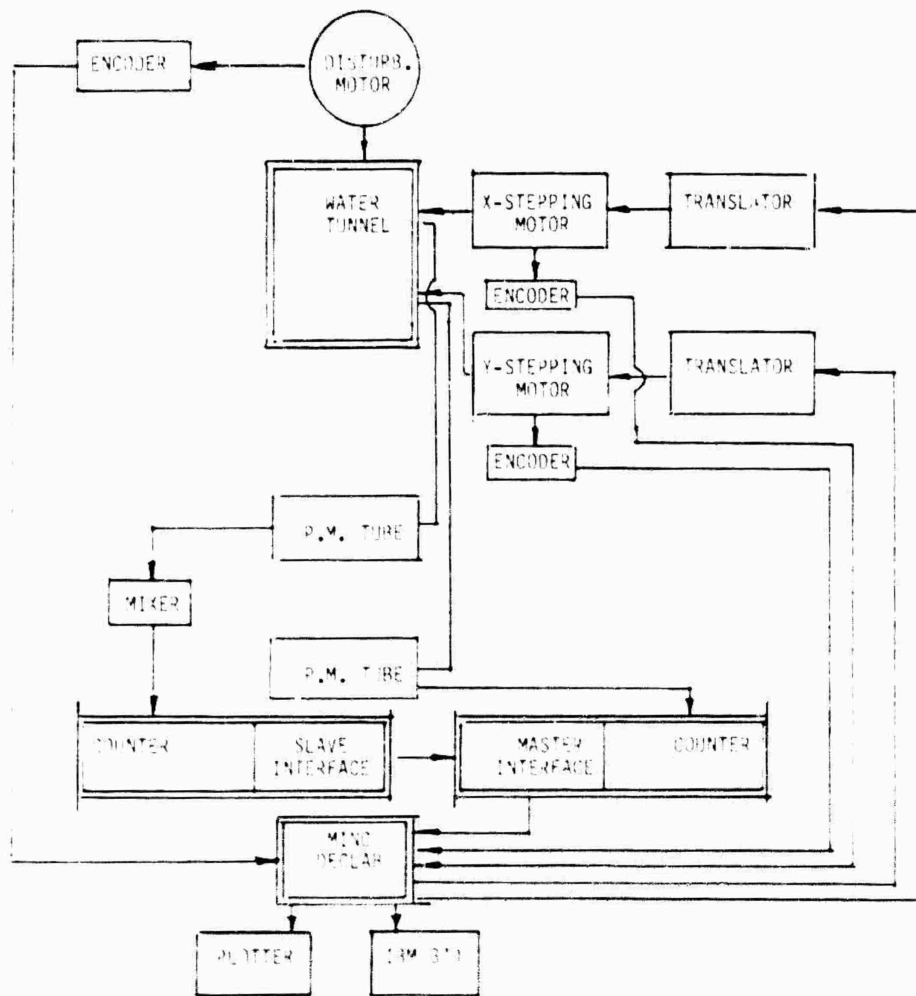 ENCODER
DISTURB.
MOTOR
WATER
TUNNEL
X-STEPPING
MOTOR
TRANSLATOR
ENCODER
Y-STEPPING
MOTOR
TRANSLATOR
ENCODER
P.M. TUBE
MIXER
P.M. TUBE
COUNTER
SLAVE
INTERFACE
MASTER
INTERFACE
COUNTER
MINC
DECLAB
PLOTTER
IBM 370